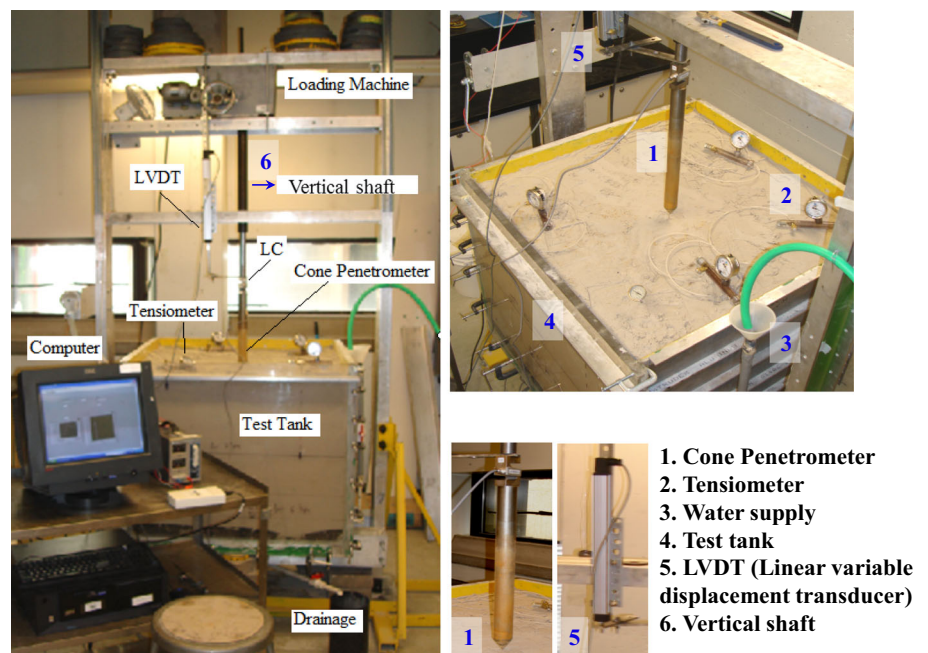 Loading Machine
6
LVDT
Vertical shaft
LC
Cone Penetrometer
Tensiometer
Computer
Test Tank
Drainage
5
1
2
4
3
1
5
1. Cone Penetrometer
2. Tensiometer
3. Water supply
4. Test tank
5. LVDT (Linear variable
displacement transducer)
6. Vertical shaft